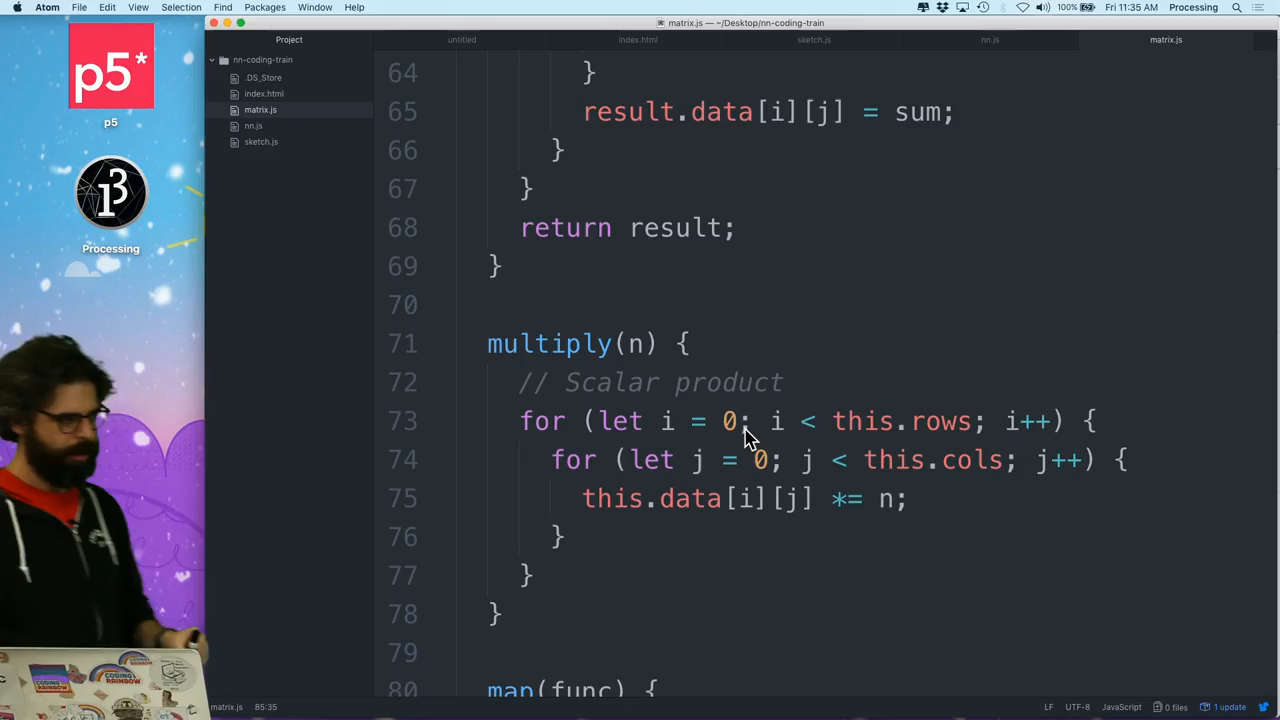 Atom File Edit View Selection Find Packages Window Help
100% Fri 11:35 AM Processing
matrix.js — ~/Desktop/nn-coding-train
Project
untitled
index.html
sketch.js
nn.js
matrix.js
nn-coding-train
.DS_Store
index.html
matrix.js
nn.js
sketch.js
p5*
p5
Processing
64 }
65 result.data[i][j] = sum;
66 }
67 }
68 return result;
69 }
70
71 multiply(n) {
72 // Scalar product
73 for (let i = 0; i < this.rows; i++) {
74 for (let j = 0; j < this.cols; j++) {
75 this.data[i][j] *= n;
76 }
77 }
78 }
79
80 map(func) {
CODING RAINBOW
CODING RAINBOW
matrix.js 85:35
LF UTF-8 JavaScript 0 files 1 update